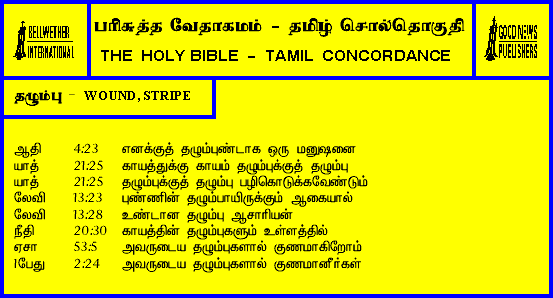 BELLWETHER INTERNATIONAL
பரிசுத்த வேதாகமம் - தமிழ் சொல்தொகுதி
THE HOLY BIBLE - TAMIL CONCORDANCE
GOOD NEWS PUBLISHERS
தழும்பு - WOUND, STRIPE
ஆதி 4:23 எனக்குத் தழும்புண்டாக ஒரு மனுஷனை
யாத் 21:25 காயத்துக்கு காயம் தழும்புக்குத் தழும்பு
யாத் 21:25 தழும்புக்குத் தழும்பு பழிகொடுக்கவேண்டும்
லேவி 13:23 புண்ணின் தழும்பாயிருக்கும் ஆகையால்
லேவி 13:28 உண்டான தழும்பு ஆசாரியன்
நீதி 20:30 காயத்தின் தழும்புகளும் உள்ளத்தில்
ஏசா 53:5 அவருடைய தழும்புகளால் குணமாகிறோம்
1பேது 2:24 அவருடைய தழும்புகளால் குணமானீர்கள்